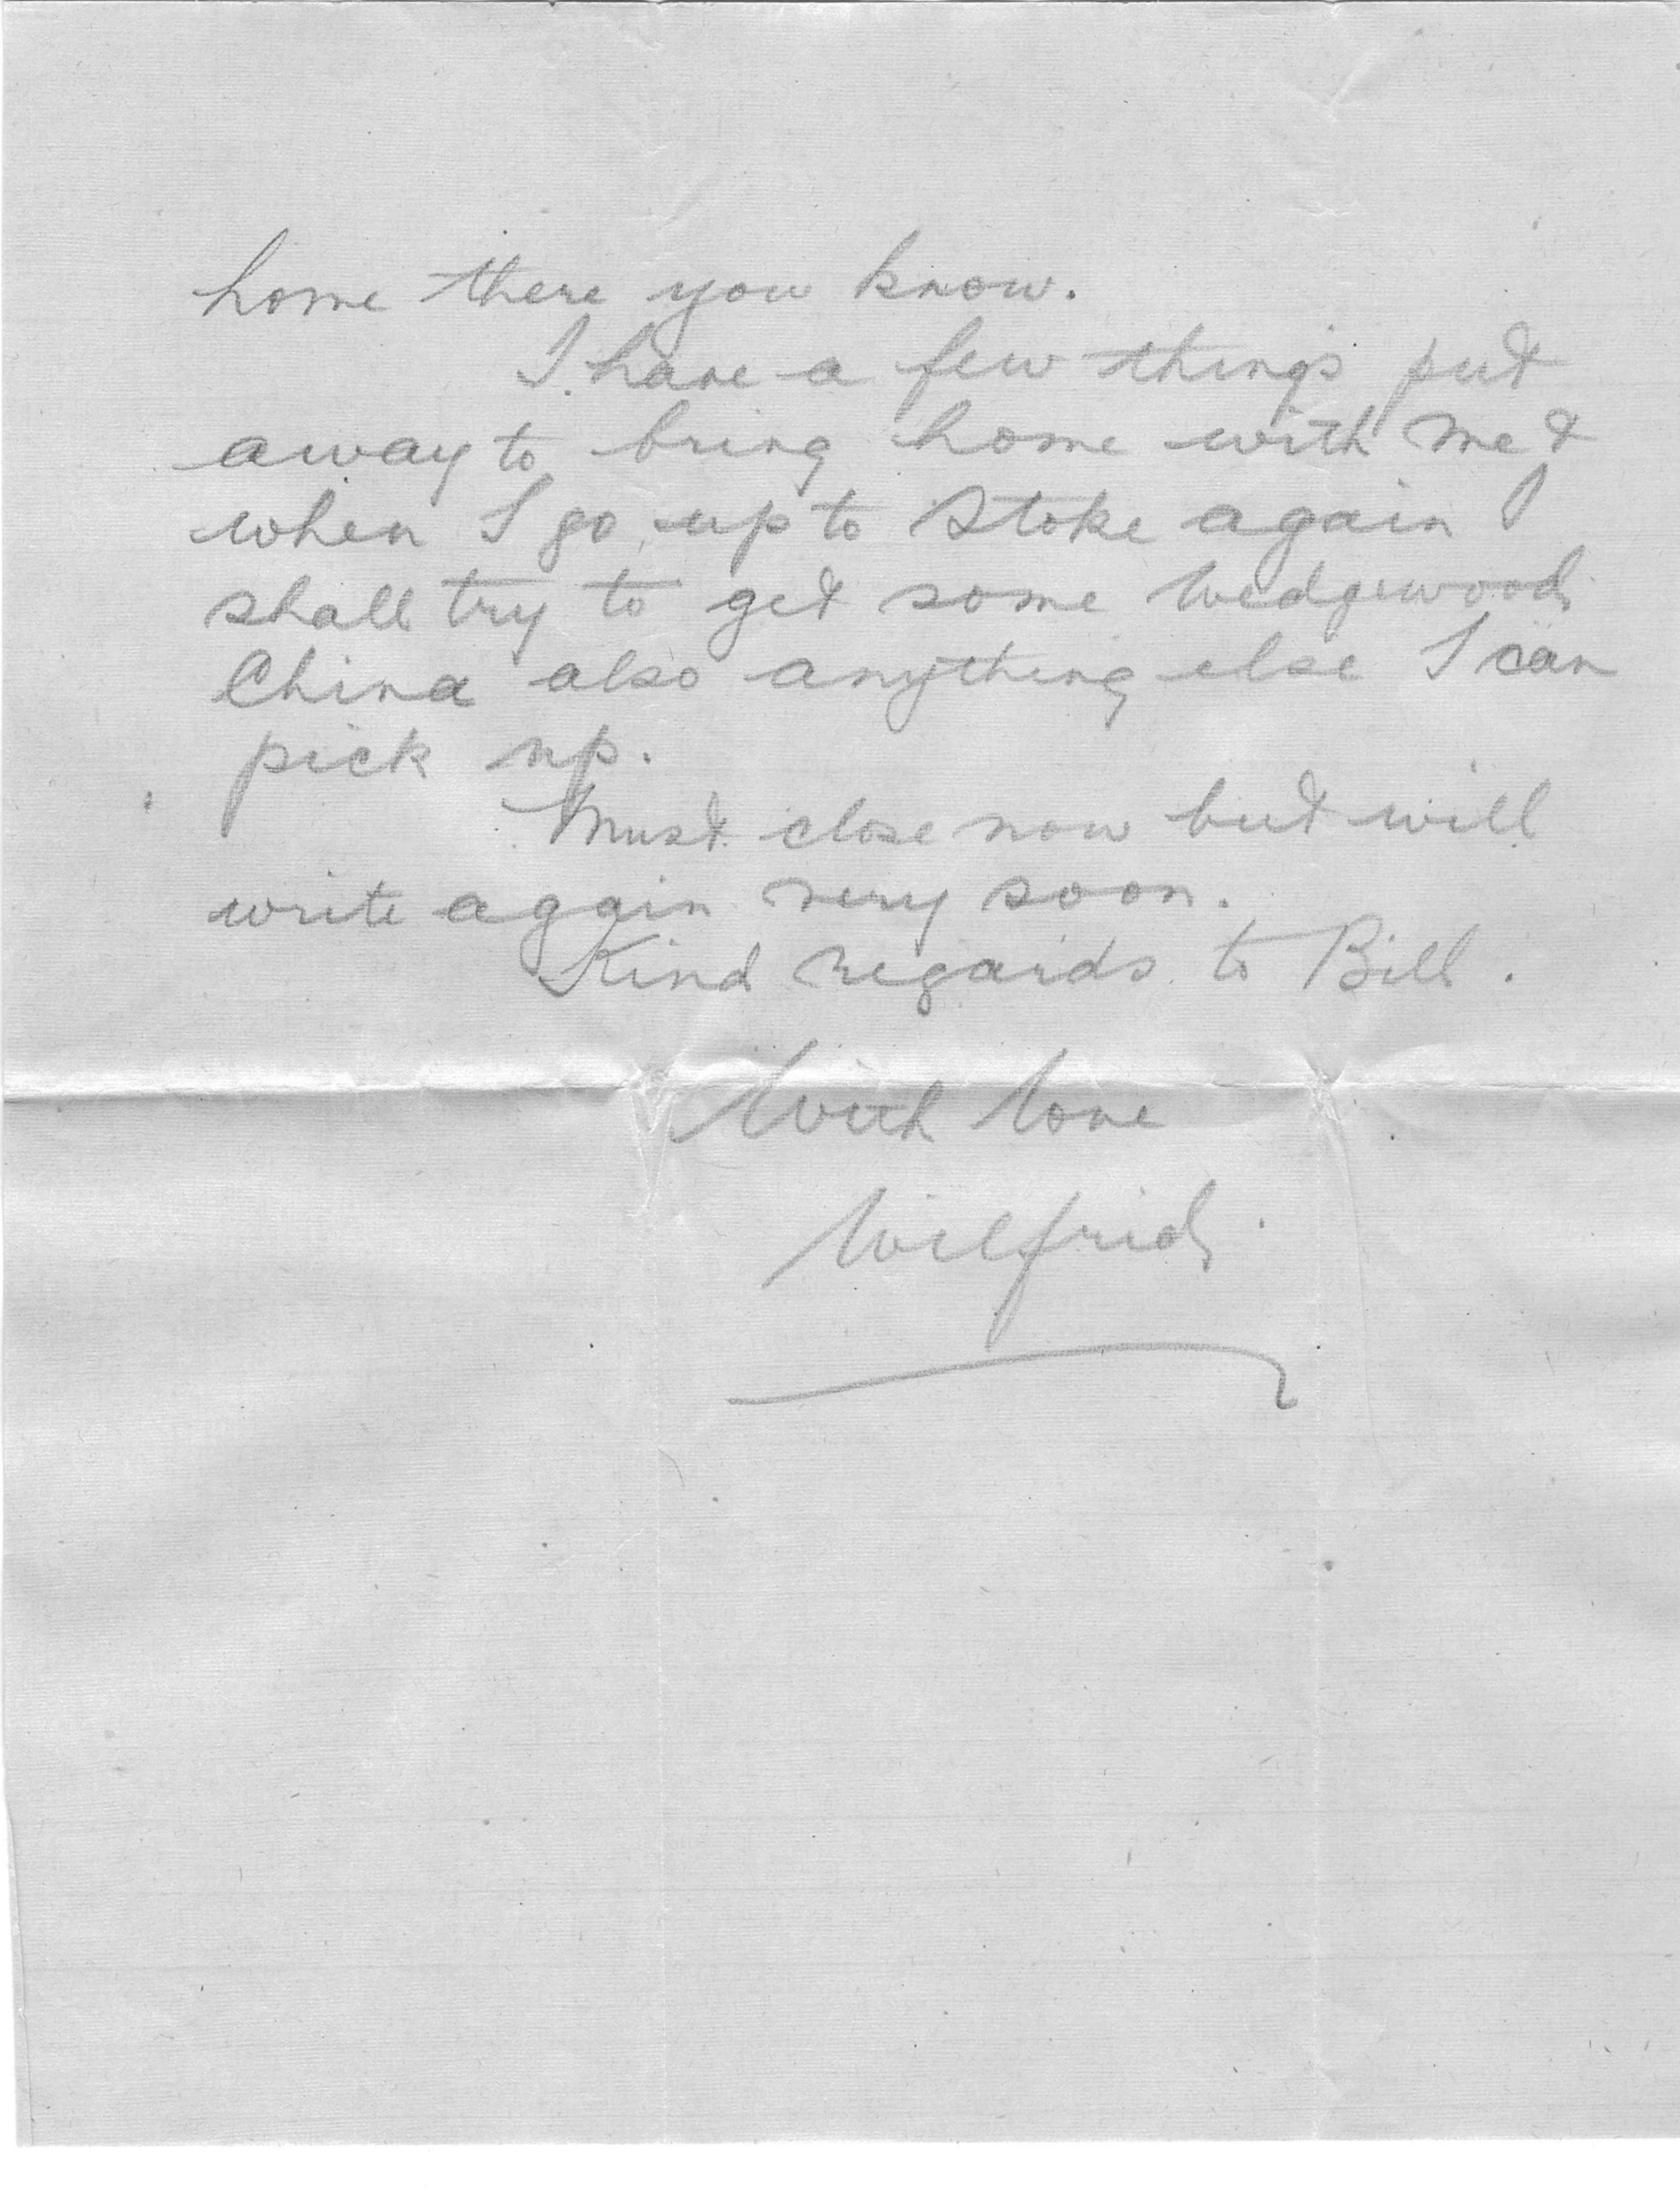 home there you know.
I have a few things put
away to bring home with me &
when I go up to Stoke again I
shall try to get some Wedgewood
China also anything else I can
pick up.
Must close now but will
write again very soon.
Kind regards to Bill.
With Love
Wilfrid.